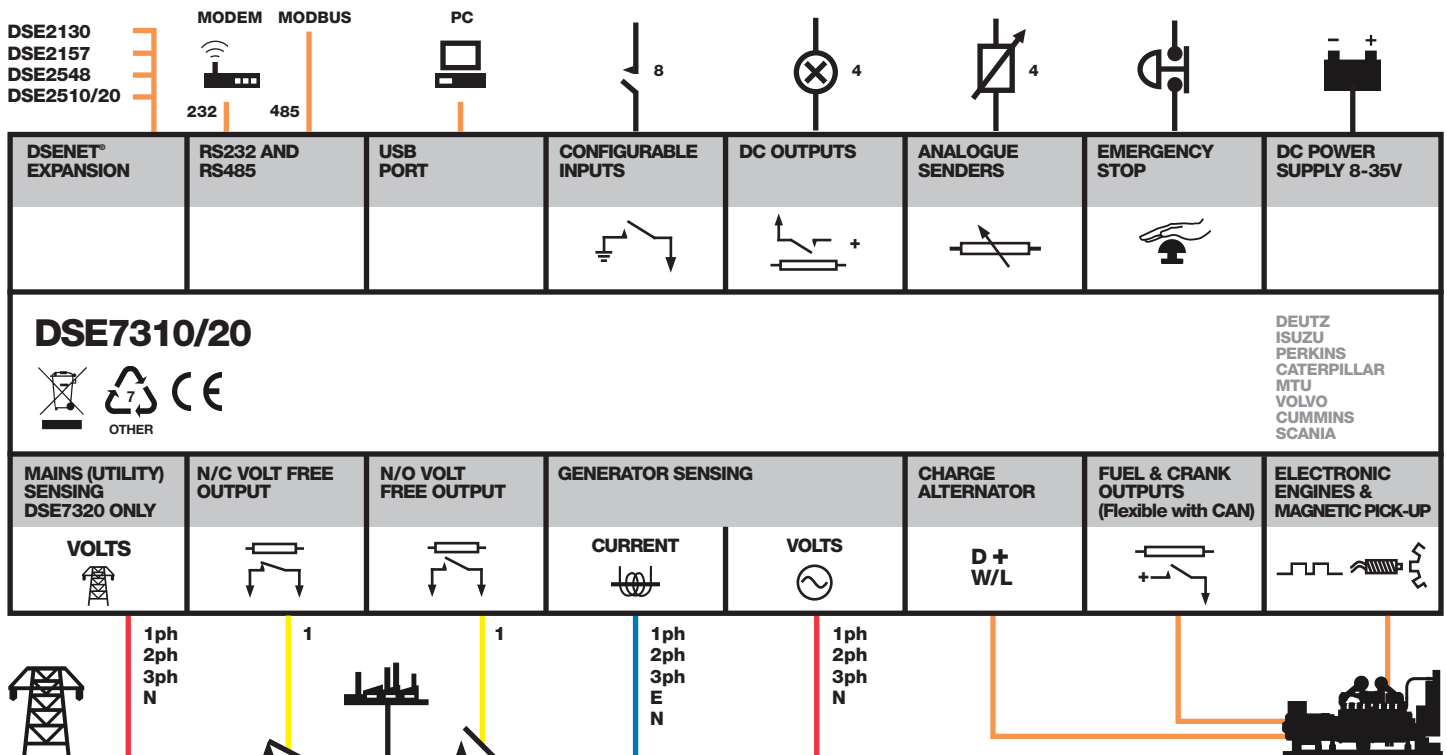 DSE2130
DSE2157
DSE2548
DSE2510/20
MODEM MODBUS
PC
232
485
8
4
4
– +
DSENET®
EXPANSION
RS232 AND
RS485
USB
PORT
CONFIGURABLE
INPUTS
DC OUTPUTS
ANALOGUE
SENDERS
EMERGENCY
STOP
DC POWER
SUPPLY 8-35V
+
DSE7310/20
7
OTHER
CE
DEUTZ
ISUZU
PERKINS
CATERPILLAR
MTU
VOLVO
CUMMINS
SCANIA
MAINS (UTILITY)
SENSING
DSE7320 ONLY
N/C VOLT FREE
OUTPUT
N/O VOLT
FREE OUTPUT
GENERATOR SENSING
CHARGE
ALTERNATOR
FUEL & CRANK
OUTPUTS
(Flexible with CAN)
ELECTRONIC
ENGINES &
MAGNETIC PICK-UP
VOLTS
CURRENT
VOLTS
D +
W/L
+
1ph
2ph
3ph
N
1
1
1ph
2ph
3ph
E
N
1ph
2ph
3ph
N